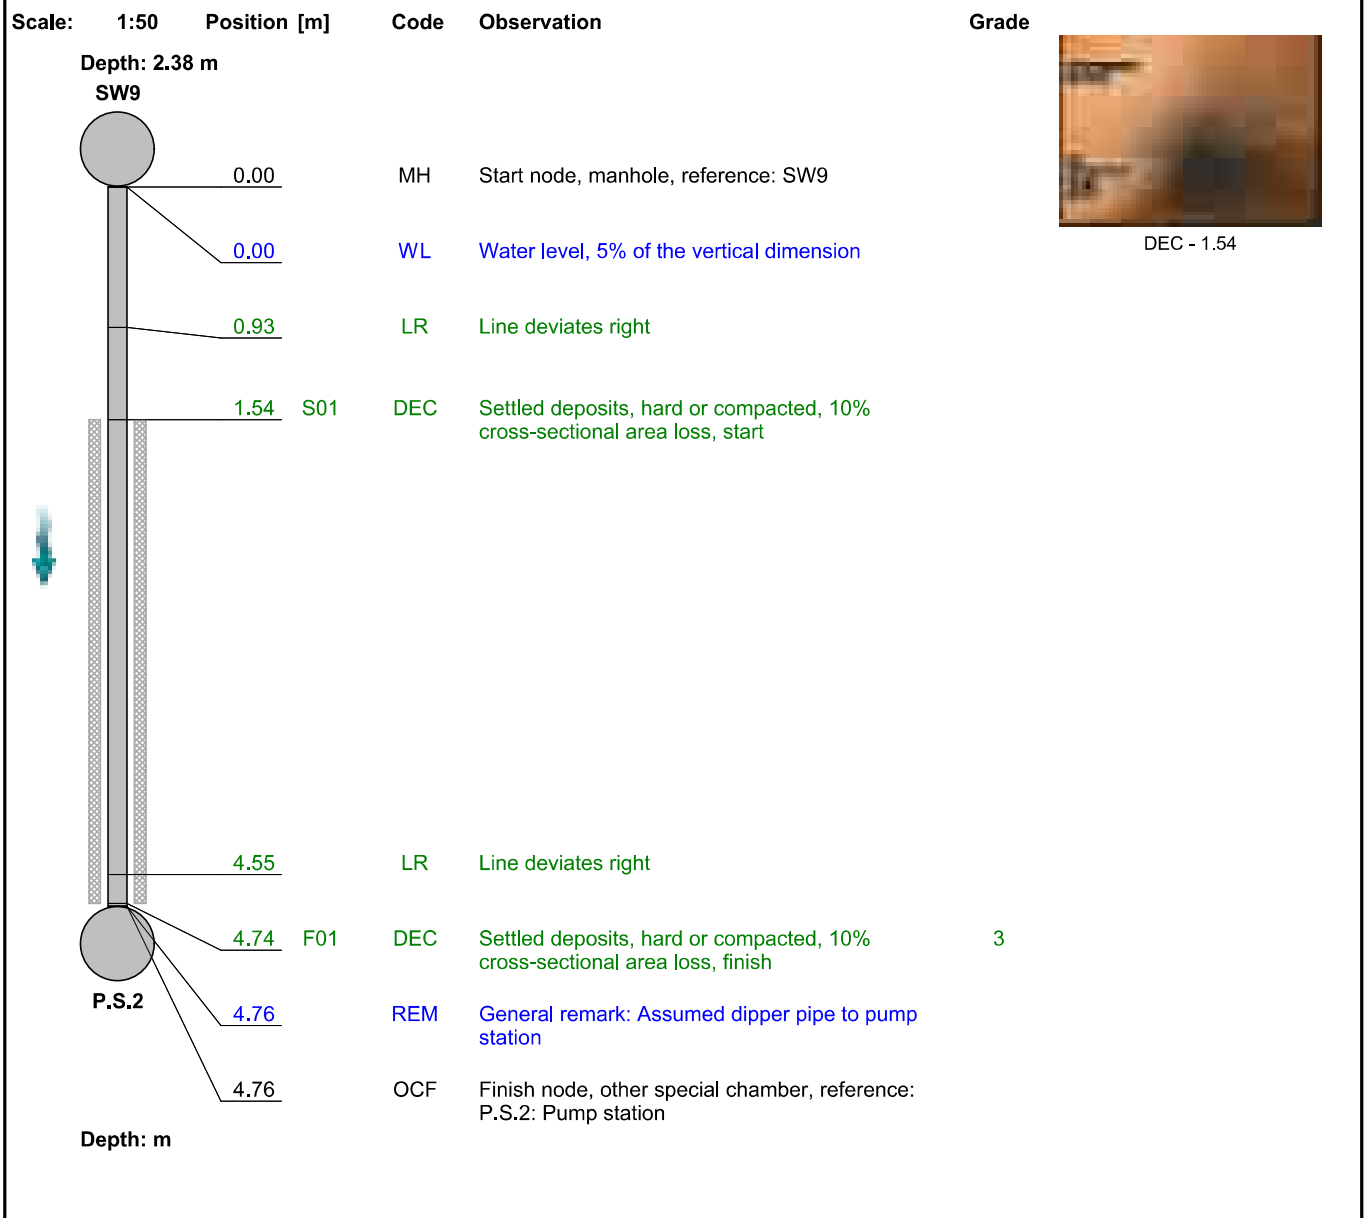 Scale: 1:50 Position [m] Code Observation Grade
Depth: 2.38 m
SW9
0.00 MH Start node, manhole, reference: SW9
0.00 WL Water level, 5% of the vertical dimension
DEC - 1.54
0.93 LR Line deviates right
1.54 S01 DEC Settled deposits, hard or compacted, 10%
cross-sectional area loss, start
4.55 LR Line deviates right
4.74 F01 DEC Settled deposits, hard or compacted, 10% 3
cross-sectional area loss, finish
P.S.2
4.76 REM General remark: Assumed dipper pipe to pump
station
4.76 OCF Finish node, other special chamber, reference:
P.S.2: Pump station
Depth: m